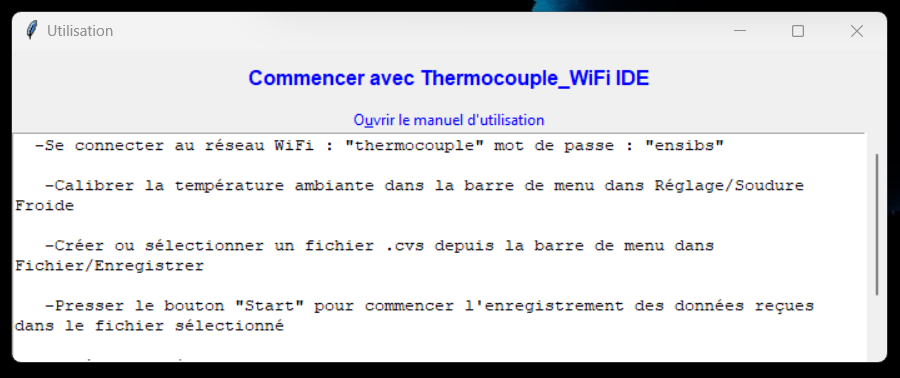 Utilisation
Commencer avec Thermocouple_WiFi IDE
Ouvrir le manuel d'utilisation
-Se connecter au réseau WiFi : "thermocouple" mot de passe : "ensibs"
-Calibrer la température ambiante dans la barre de menu dans Réglage/Soudure
Froide
-Créer ou sélectionner un fichier .cvs depuis la barre de menu dans
Fichier/Enregistrer
-Presser le bouton "Start" pour commencer l'enregistrement des données reçues
dans le fichier sélectionné